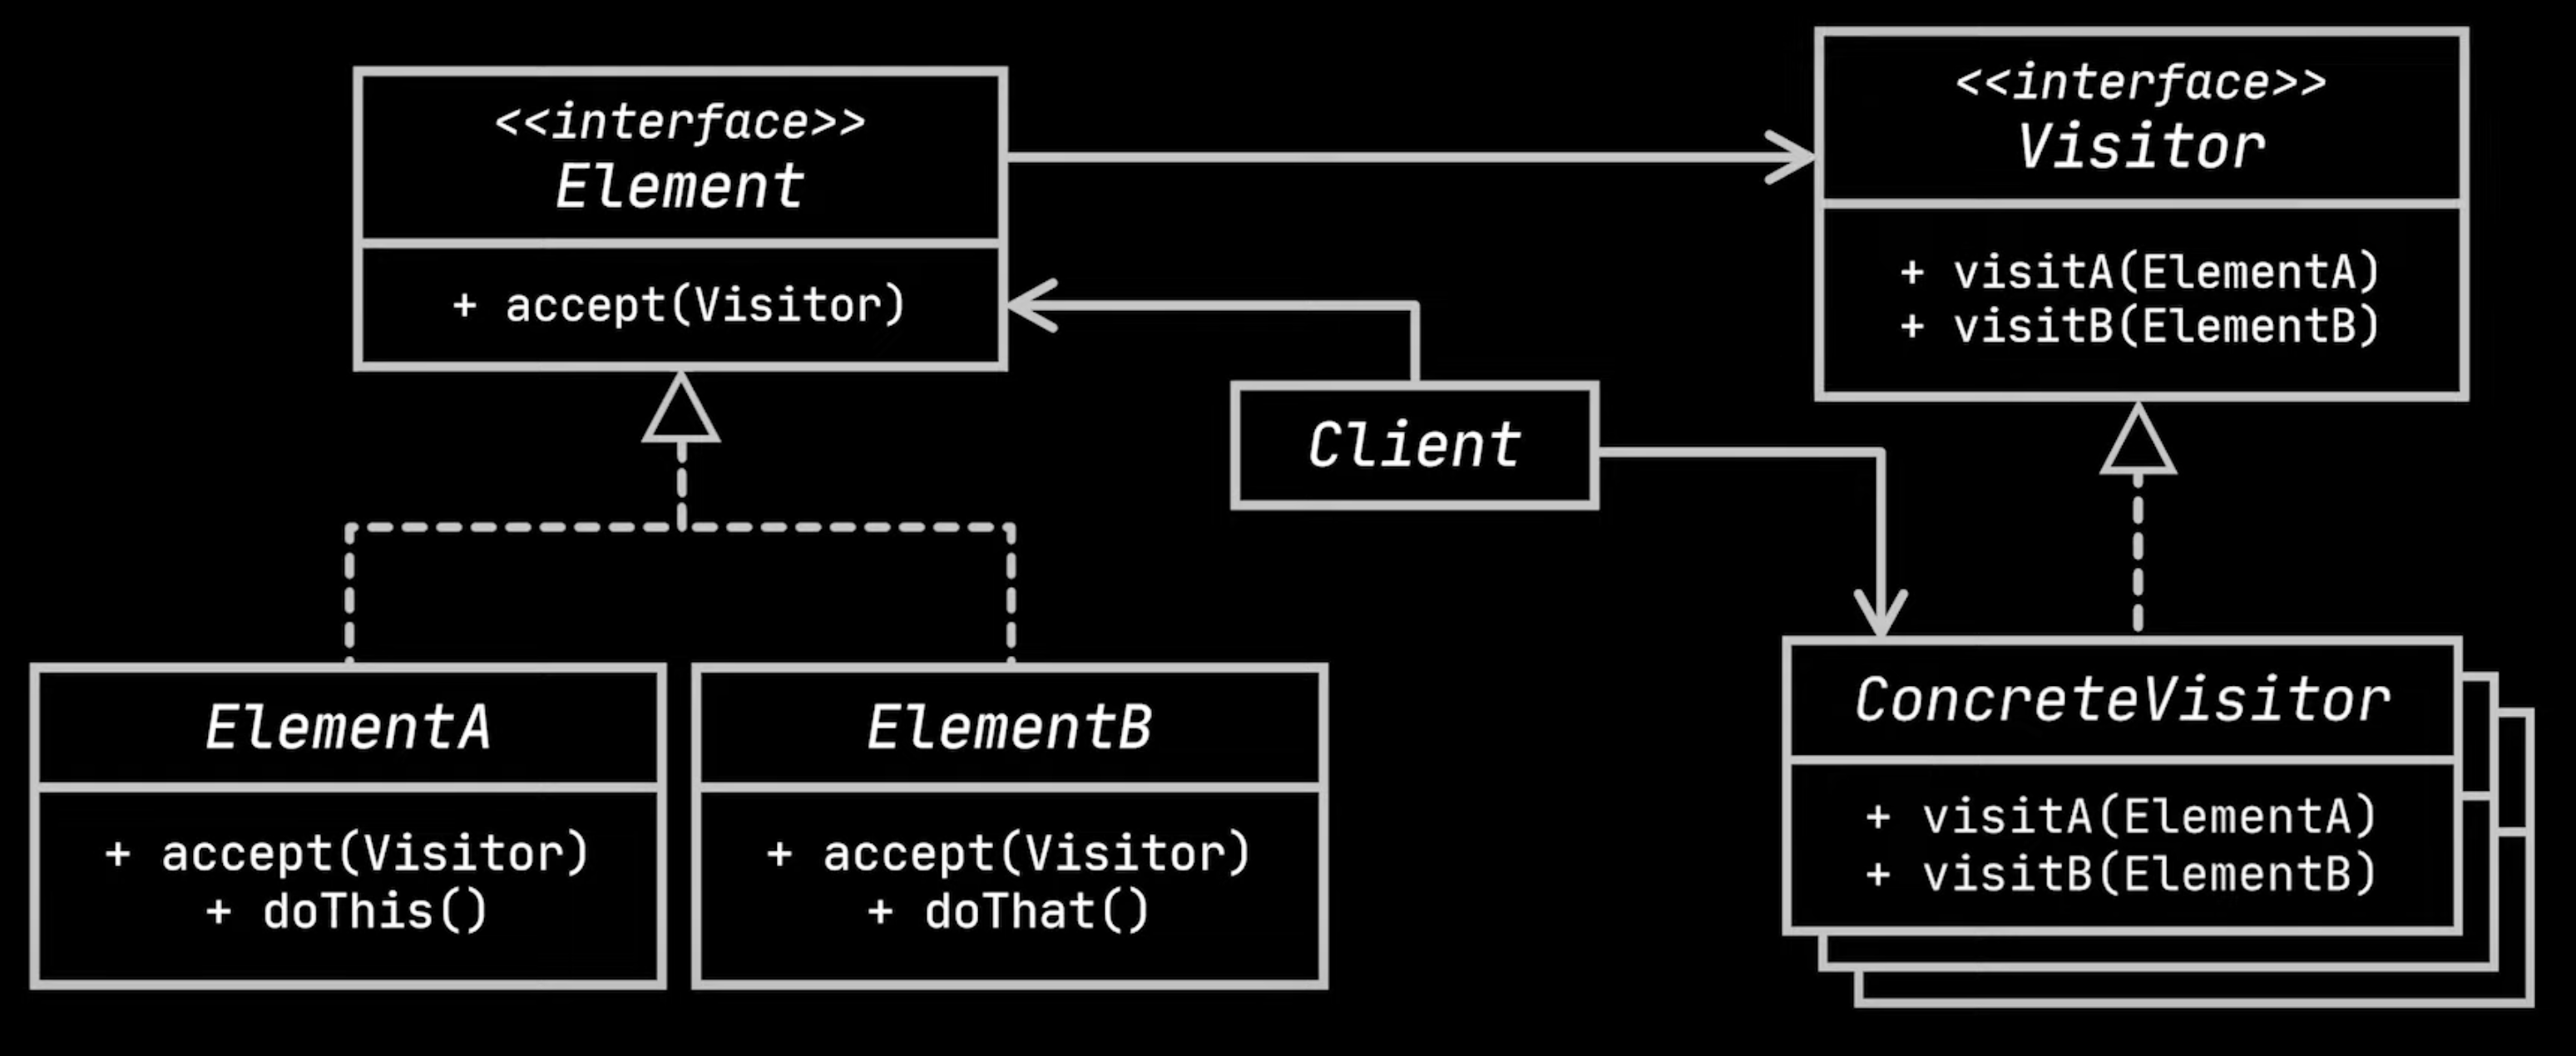 <<interface>>
Element
+ accept(Visitor)
<<interface>>
Visitor
+ visitA(ElementA)
+ visitB(ElementB)
Client
ElementA
+ accept(Visitor)
+ doThis()
ElementB
+ accept(Visitor)
+ doThat()
ConcreteVisitor
+ visitA(ElementA)
+ visitB(ElementB)